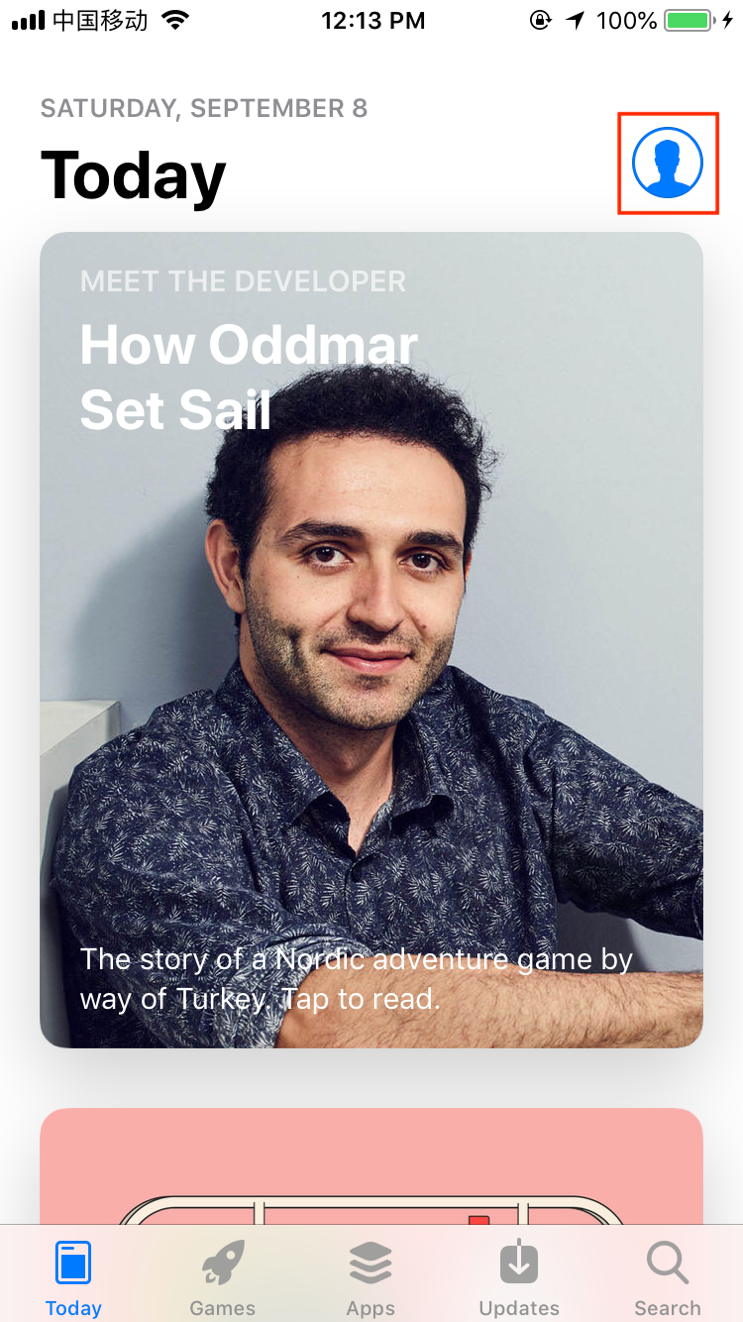 中国移动
12:13 PM
100%
SATURDAY, SEPTEMBER 8
Today
MEET THE DEVELOPER
How Oddmar
Set Sail
The story of a Nordic adventure game by
way of Turkey. Tap to read.
Today
Games
Apps
Updates
Search